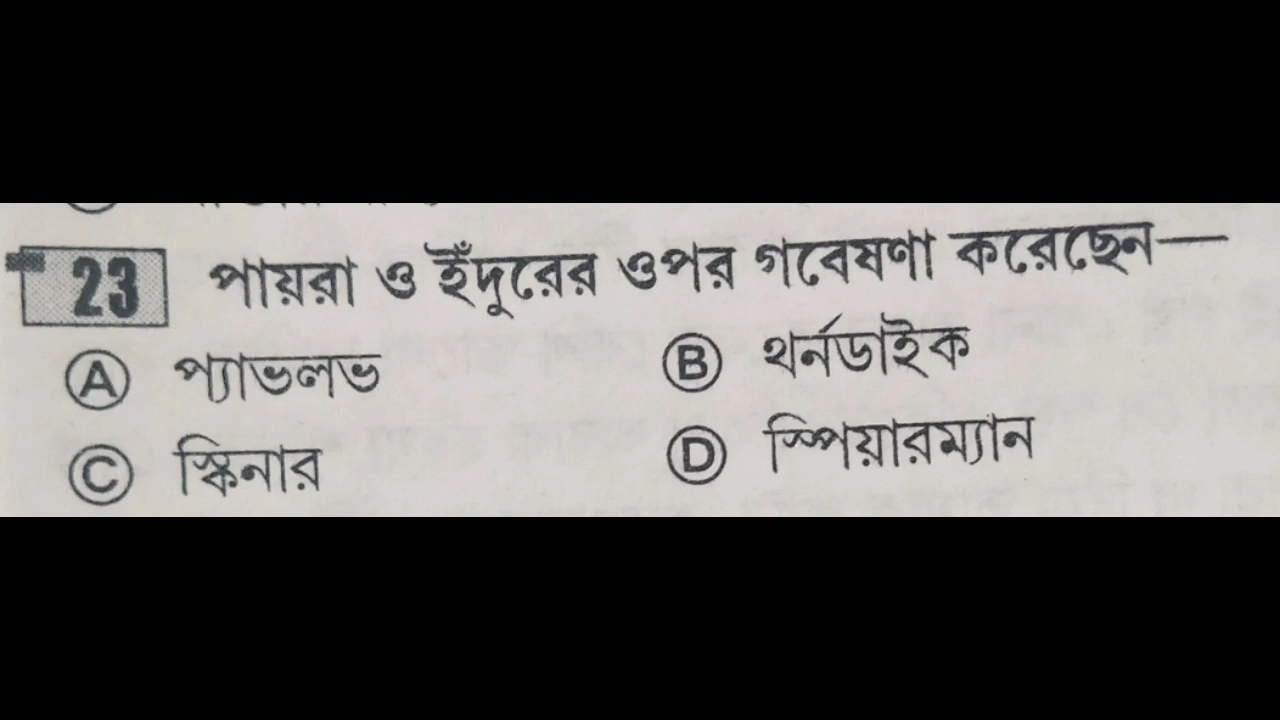 23 পায়রা ও ইঁদুরের ওপর গবেষণা করেছেন—
Ⓐ প্যাভলভ Ⓑ থর্নডাইক
Ⓒ স্কিনার Ⓓ স্পিয়ারম্যান